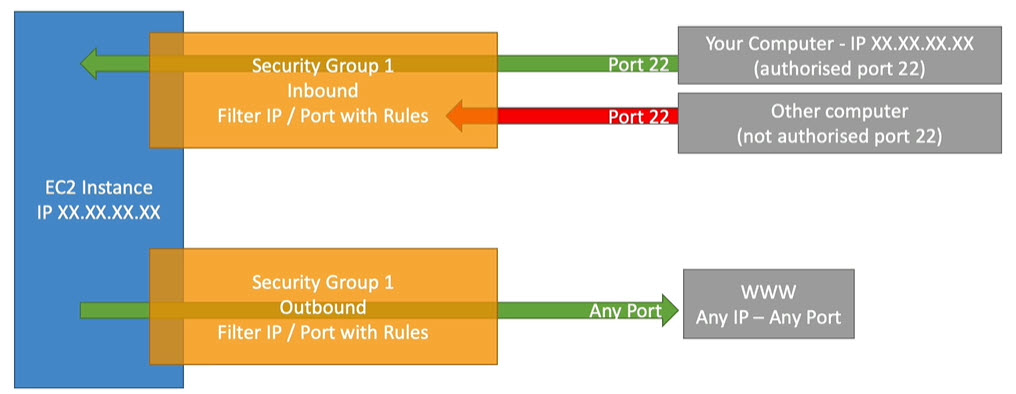 Security Group 1
Inbound
Filter IP / Port with Rules
Port 22
Your Computer - IP XX.XX.XX.XX
(authorised port 22)
Port 22
Other computer
(not authorised port 22)
EC2 Instance
IP XX.XX.XX.XX
Security Group 1
Outbound
Filter IP / Port with Rules
Any Port
WWW
Any IP – Any Port